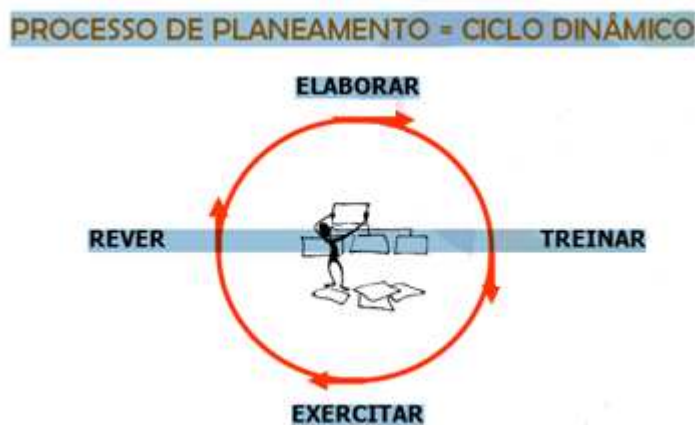 PROCESSO DE PLANEAMENTO = CICLO DINÂMICO
ELABORAR
REVER
TREINAR
EXERCITAR